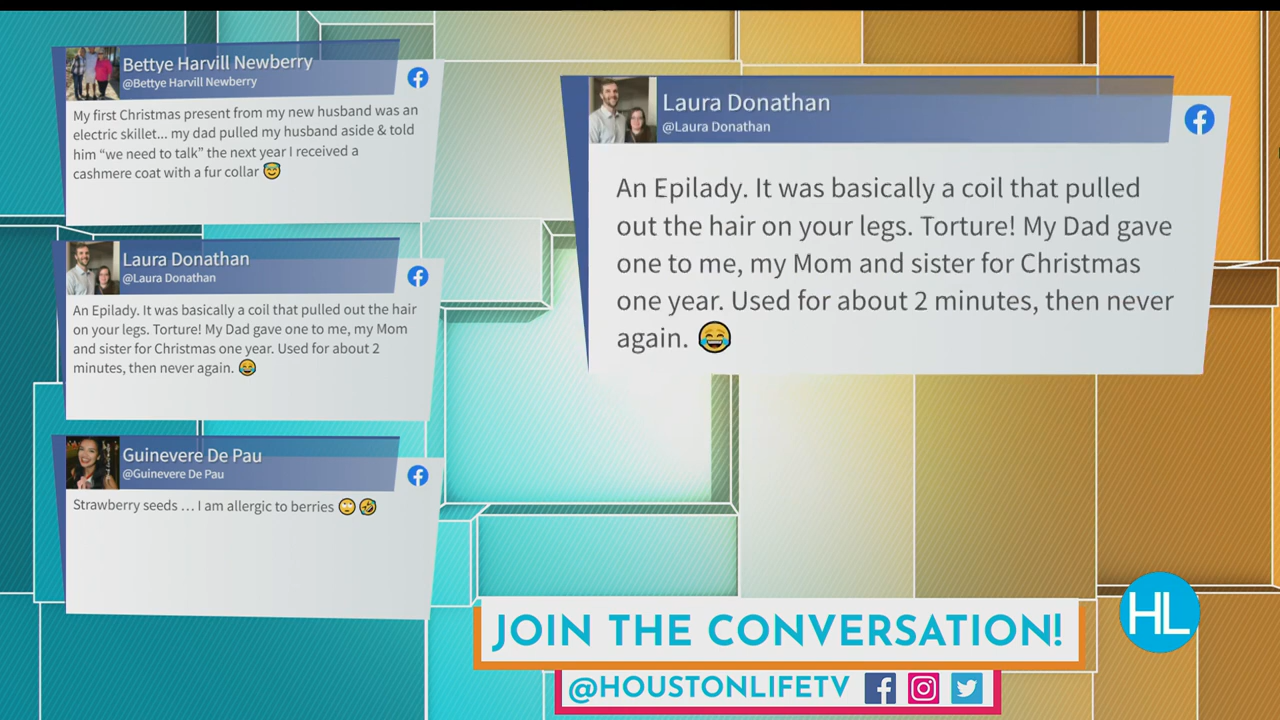 Bettye Harvill Newberry
@Bettye Harvill Newberry
My first Christmas present from my new husband was an
electric skillet... my dad pulled my husband aside & told
him “we need to talk” the next year I received a
cashmere coat with a fur collar 😇
Laura Donathan
@Laura Donathan
An Epilady. It was basically a coil that pulled out the hair
on your legs. Torture! My Dad gave one to me, my Mom
and sister for Christmas one year. Used for about 2
minutes, then never again. 😂
Guinevere De Pau
@Guinevere De Pau
Strawberry seeds … I am allergic to berries 🙄 🤣
Laura Donathan
@Laura Donathan
An Epilady. It was basically a coil that pulled
out the hair on your legs. Torture! My Dad gave
one to me, my Mom and sister for Christmas
one year. Used for about 2 minutes, then never
again. 😂
JOIN THE CONVERSATION!
@HOUSTONLIFETV
HL